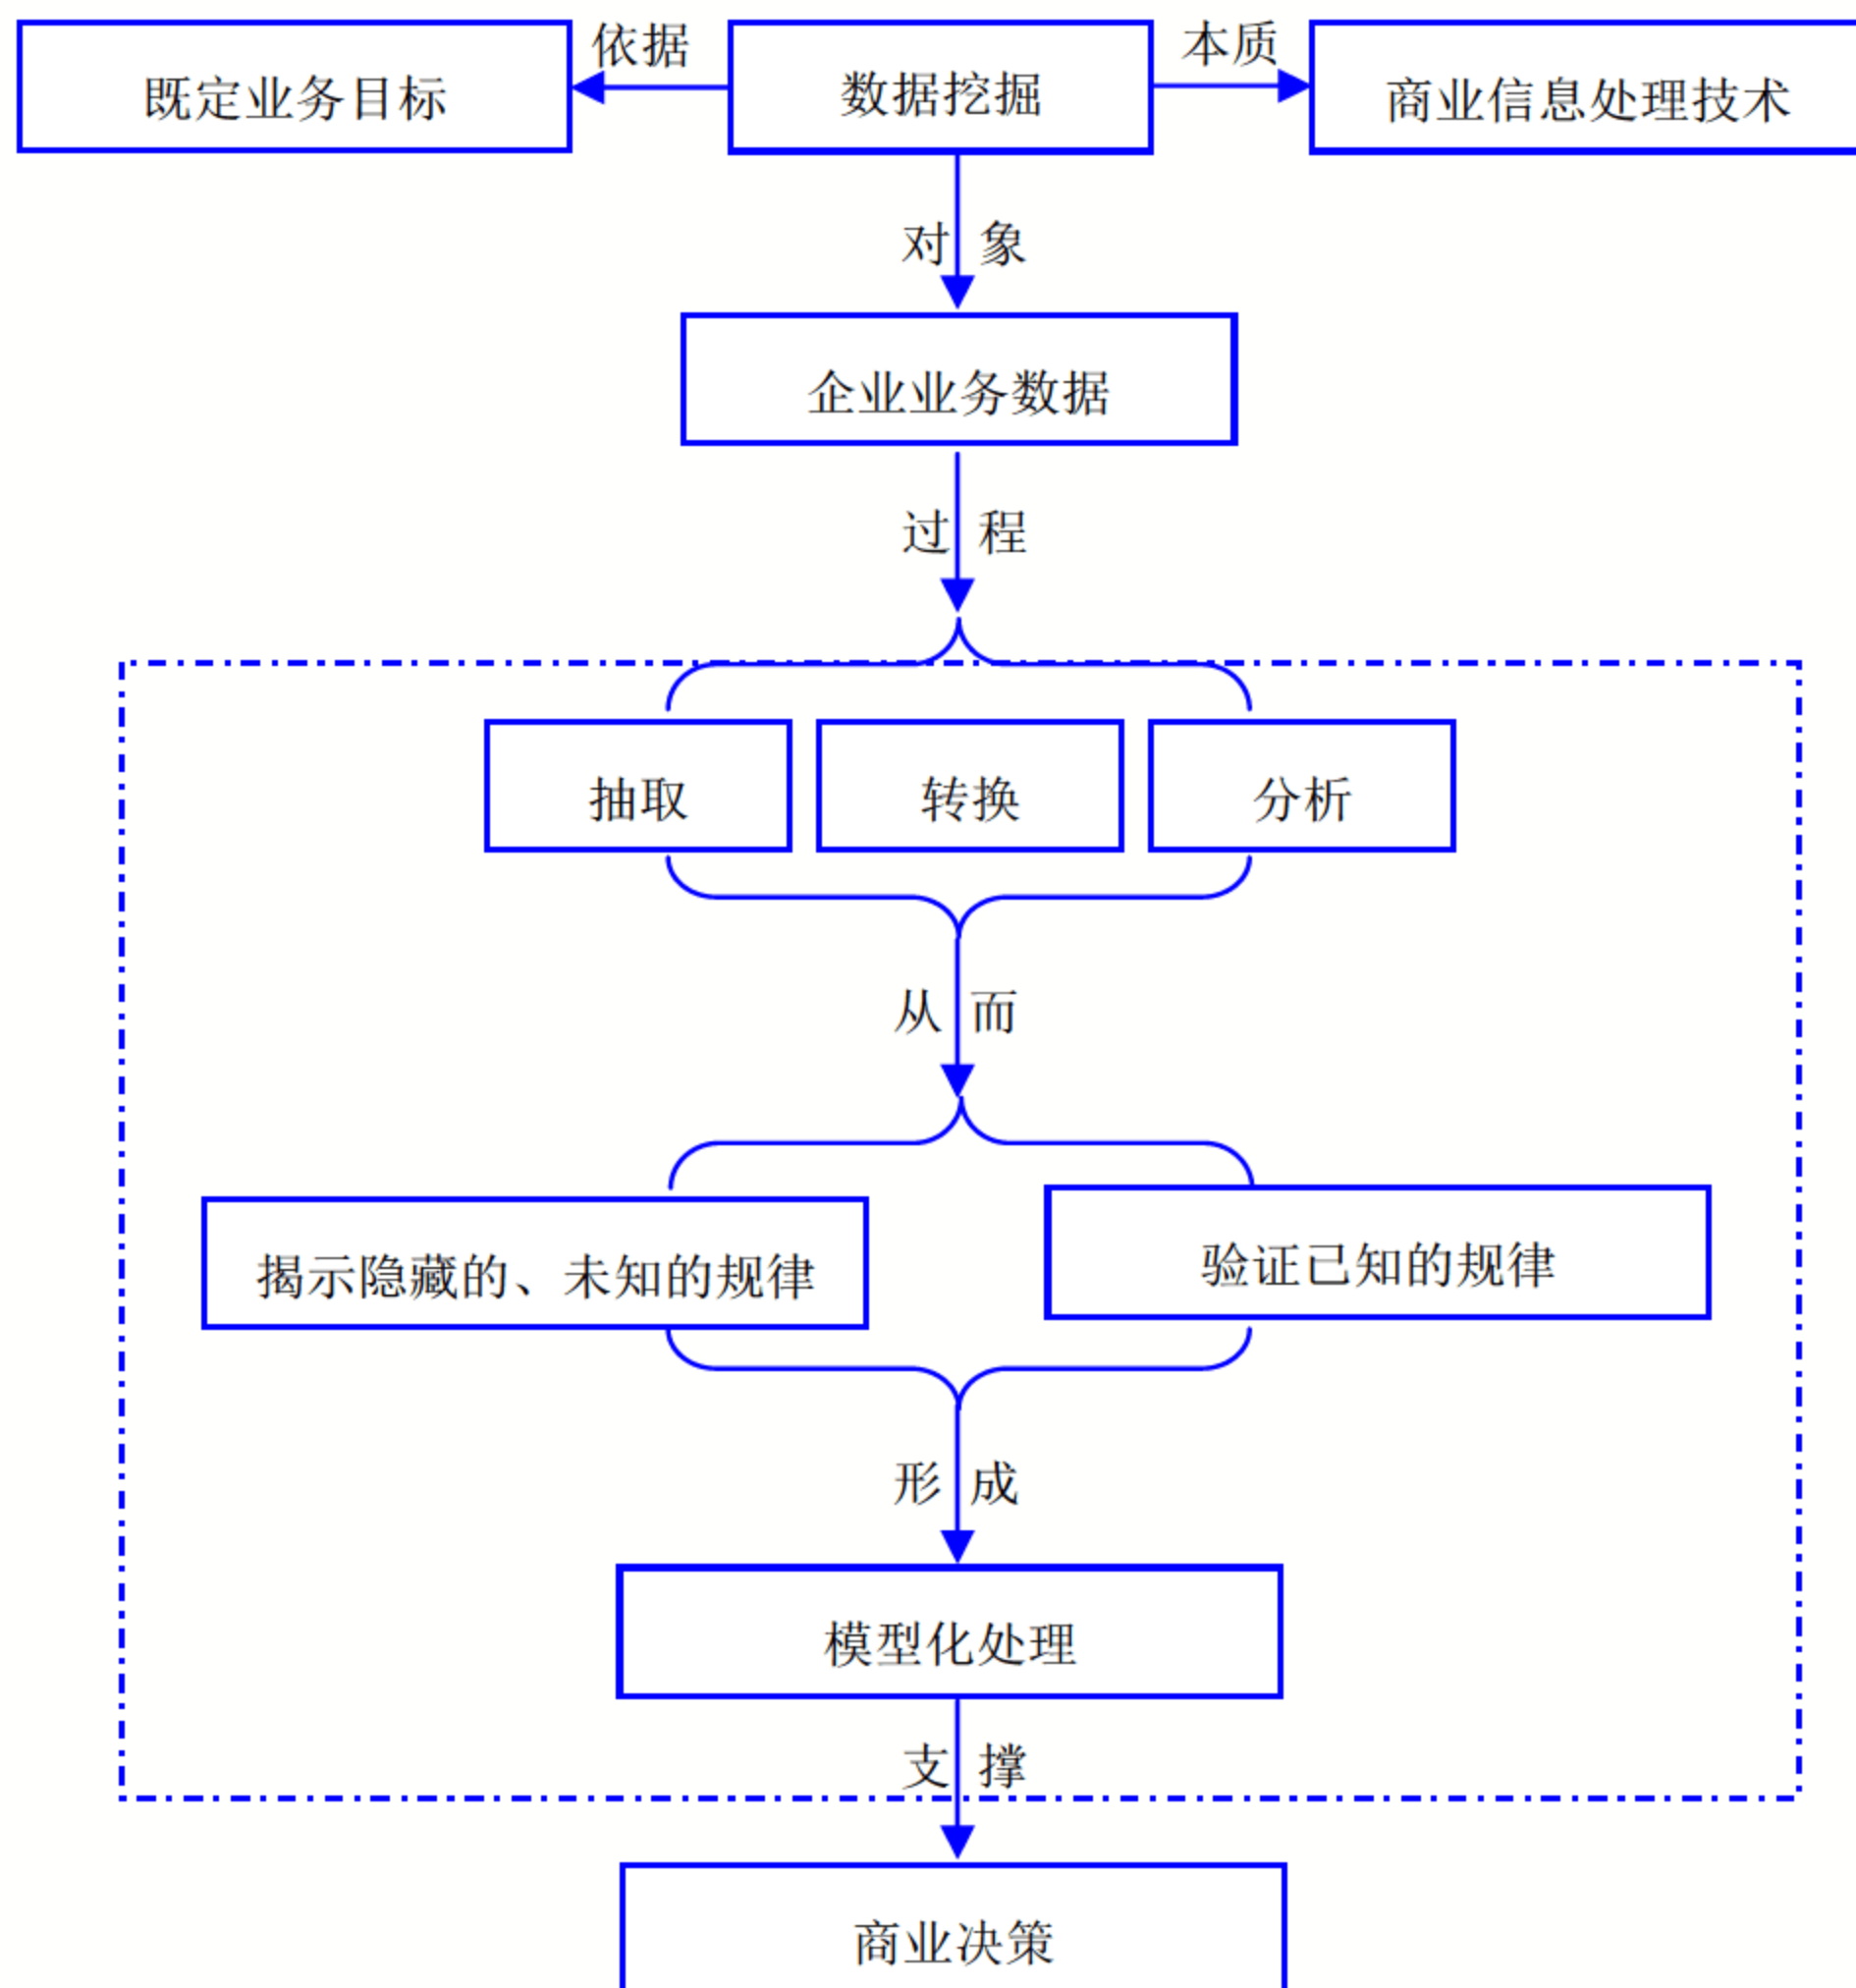 既定业务目标
依据
数据挖掘
本质
商业信息处理技术
对 象
企业业务数据
过 程
抽取
转换
分析
从 而
揭示隐藏的、未知的规律
验证已知的规律
形 成
模型化处理
支 撑
商业决策